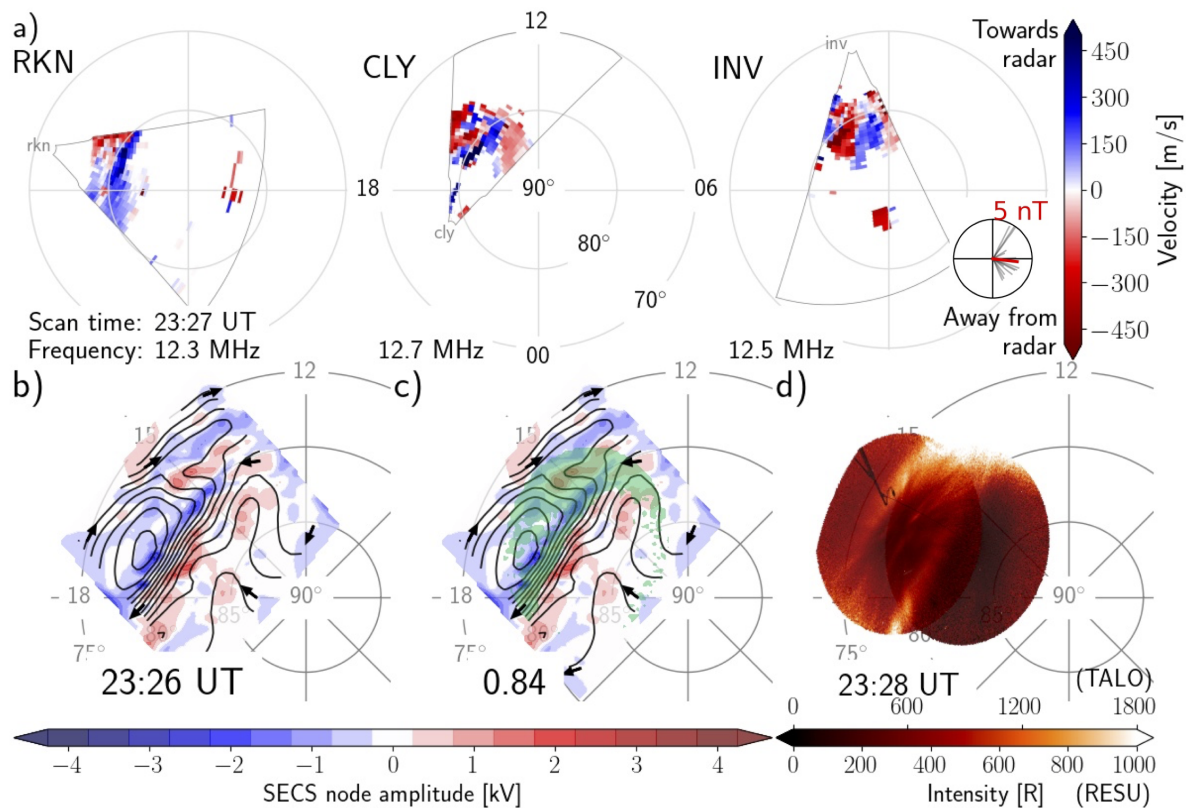 a)
RKN
rkn
Scan time: 23:27 UT
Frequency: 12.3 MHz
CLY
cly
12
18
06
00
90°
80°
70°
12.7 MHz
INV
inv
5 nT
12.5 MHz
Towards
radar
Away from
radar
450
300
150
0
−150
−300
−450
Velocity [m/s]
b)
12
15
18
75°
80°
85°
90°
23:26 UT
c)
12
15
18
75°
85°
90°
0.84
d)
12
15
18
75°
80
85°
90°
23:28 UT
(TALO)
−4
−3
−2
−1
0
1
2
3
4
SECS node amplitude [kV]
0
600
1200
1800
0
200
400
600
800
1000
Intensity [R]
(RESU)